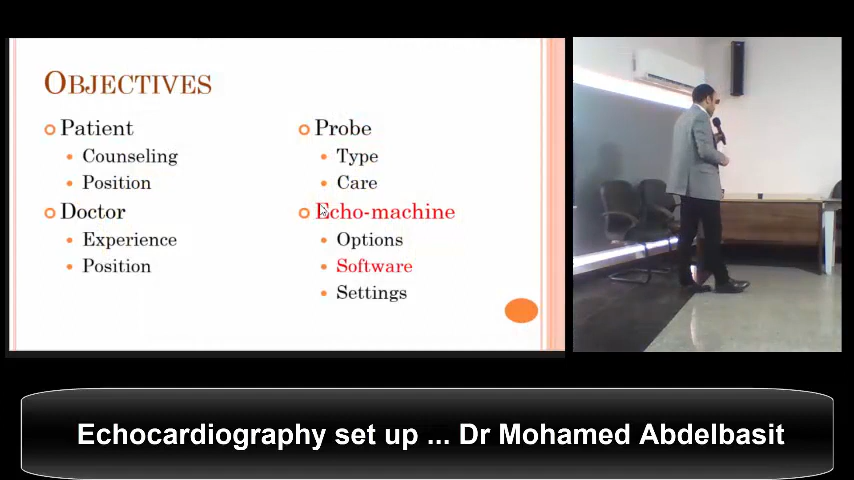 OBJECTIVES
Patient
Counseling
Position
Doctor
Experience
Position
Probe
Type
Care
Echo-machine
Options
Software
Settings
Echocardiography set up ... Dr Mohamed Abdelbasit